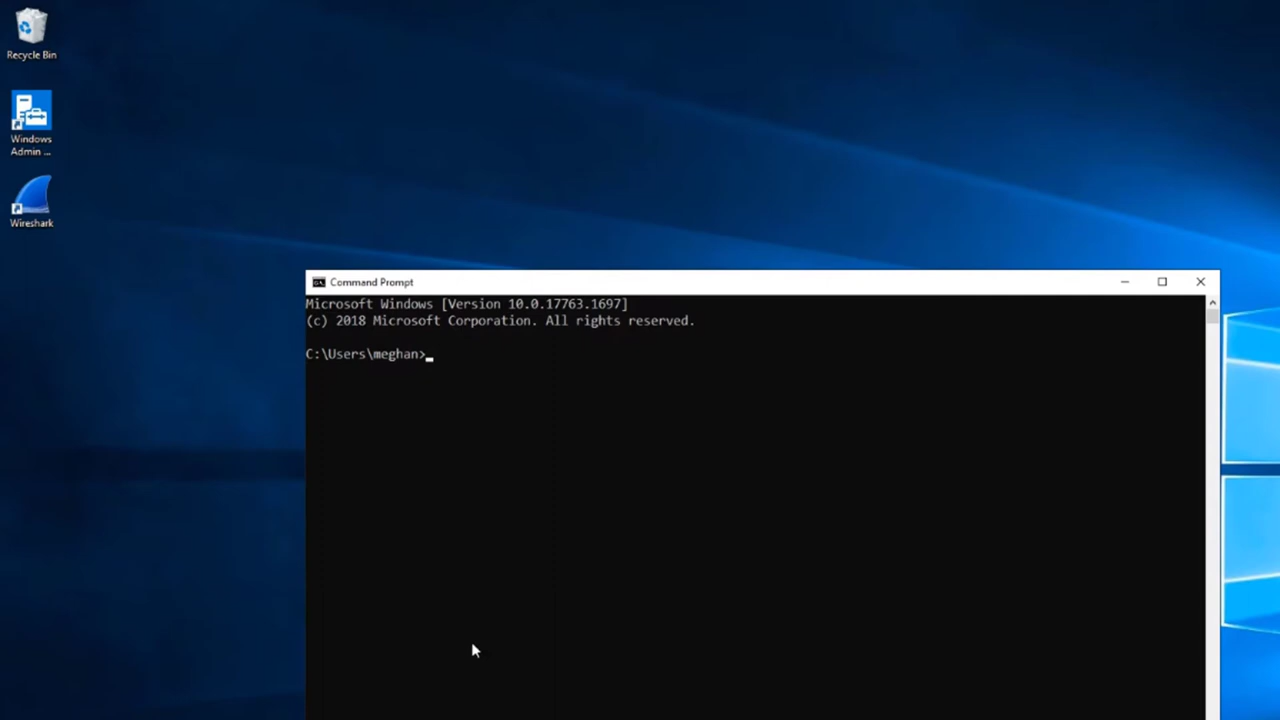 Recycle Bin
Windows
Admin ...
Wireshark
Command Prompt
Microsoft Windows [Version 10.0.17763.1697]
(c) 2018 Microsoft Corporation. All rights reserved.
C:\Users\meghan>